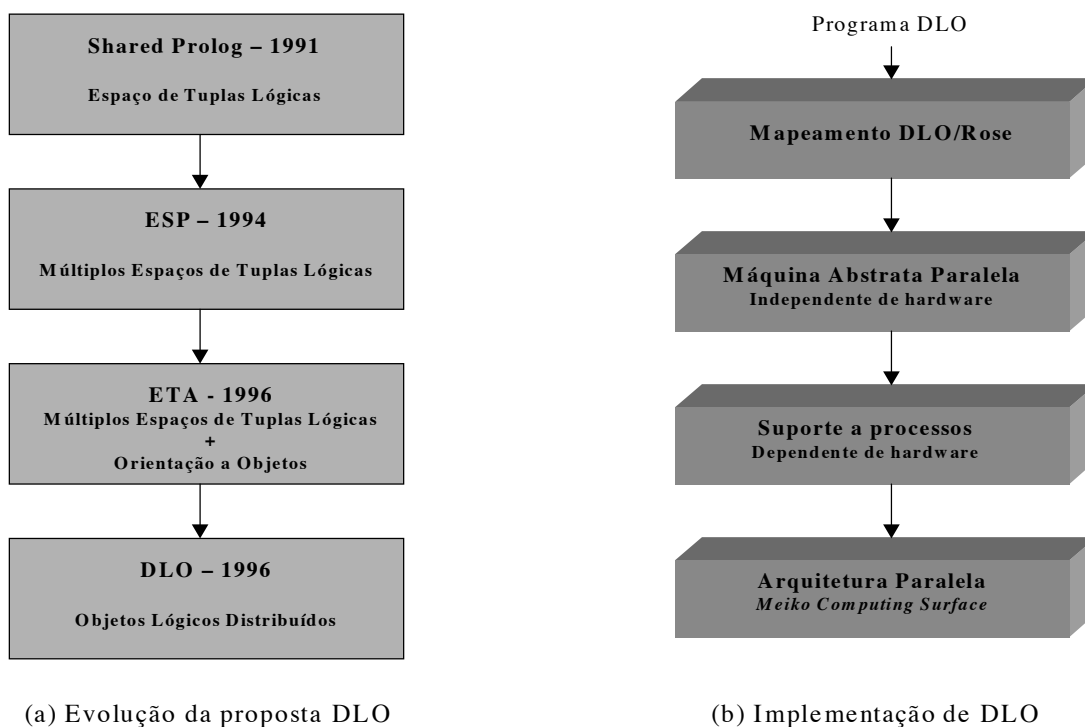 Shared Prolog – 1991
Espaço de Tuplas Lógicas
ESP – 1994
Múltiplos Espaços de Tuplas Lógicas
ETA - 1996
Múltiplos Espaços de Tuplas Lógicas
+
Orientação a Objetos
DLO – 1996
Objetos Lógicos Distribuídos
(a) Evolução da proposta DLO
Programa DLO
Mapeamento DLO/Rose
Máquina Abstrata Paralela
Independente de hardware
Suporte a processos
Dependente de hardware
Arquitetura Paralela
Meiko Computing Surface
(b) Implementação de DLO